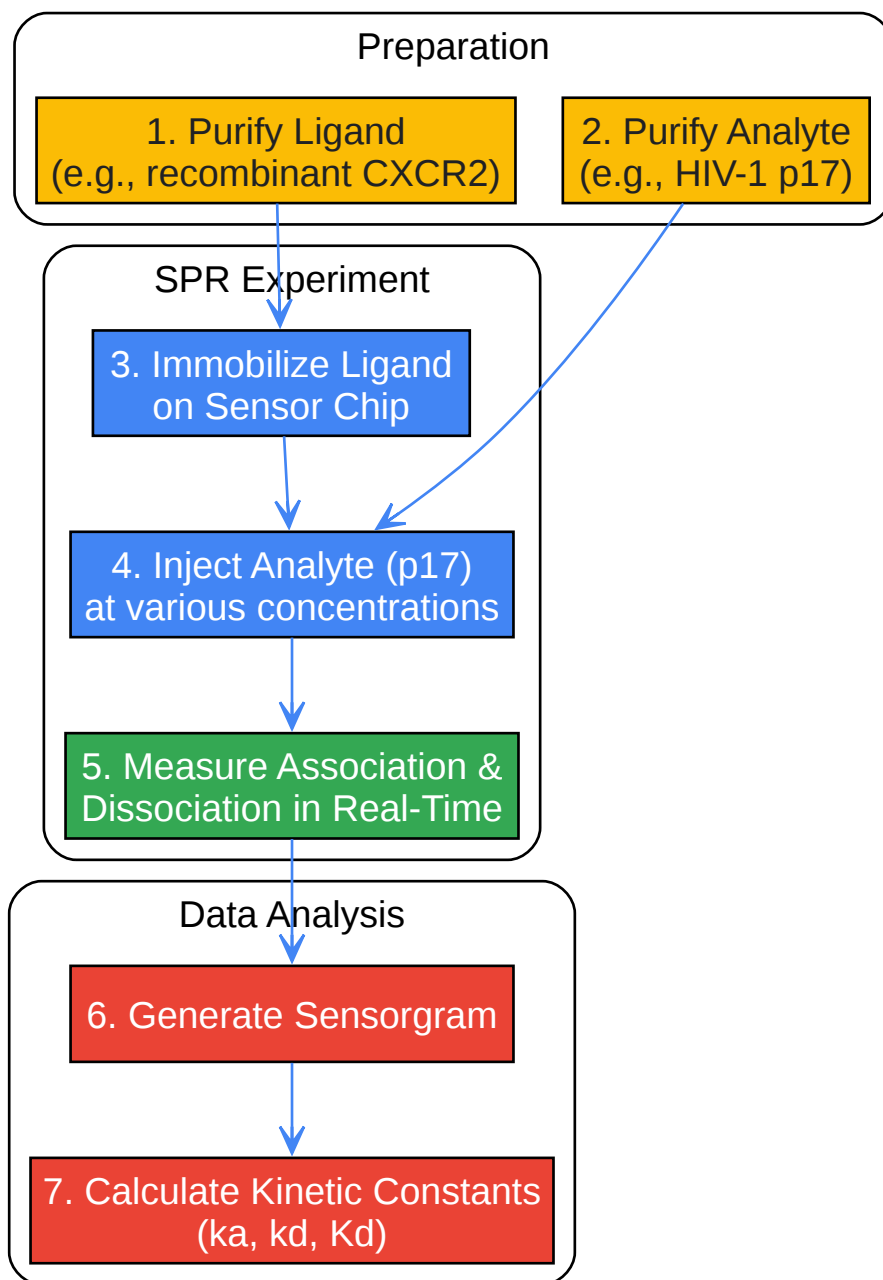 Preparation
1. Purify Ligand
(e.g., recombinant CXCR2)
2. Purify Analyte
(e.g., HIV-1 p17)
SPR Experiment
3. Immobilize Ligand
on Sensor Chip
4. Inject Analyte (p17)
at various concentrations
5. Measure Association &
Dissociation in Real-Time
Data Analysis
6. Generate Sensorgram
7. Calculate Kinetic Constants
(ka, kd, Kd)